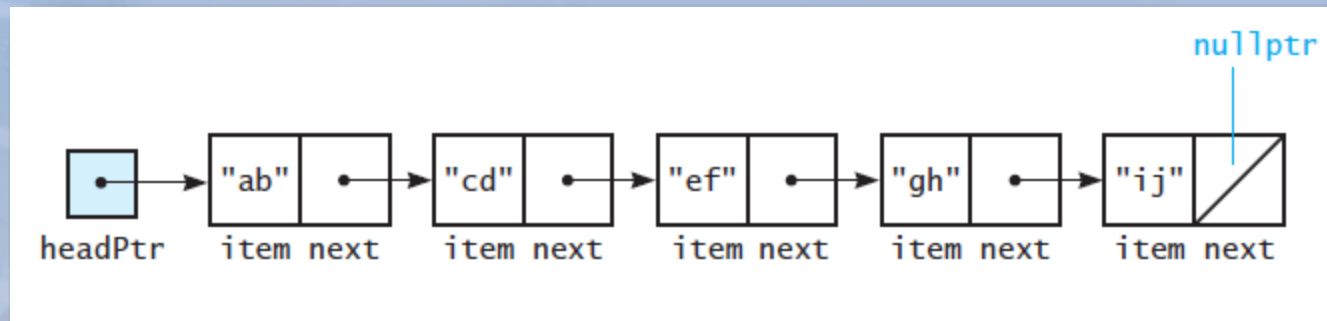 nullptr
"ab" "cd" "ef" "gh" "ij"
headPtr item next item next item next item next item next